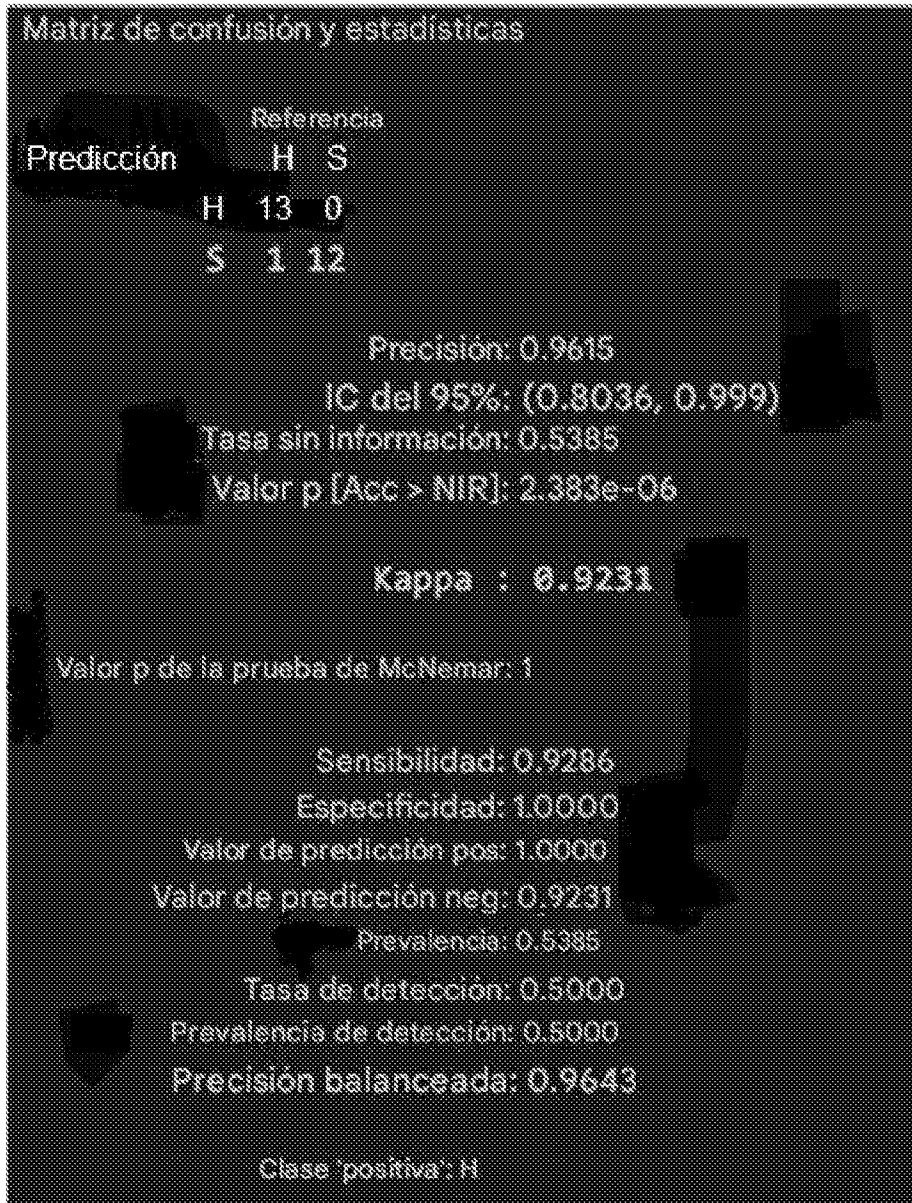 Matriz de confusión y estadísticas
Referencia
Predicción H S
H 13 0
S 1 12
Precisión: 0.9615
IC del 95%: (0.8036, 0.999)
Tasa sin información: 0.5385
Valor p [Acc > NIR]: 2.383e-06
Kappa : 0.9231
Valor p de la prueba de McNemar: 1
Sensibilidad: 0.9286
Especificidad: 1.0000
Valor de predicción pos: 1.0000
Valor de predicción neg: 0.9231
Prevalencia: 0.5385
Tasa de detección: 0.5000
Prevalencia de detección: 0.5000
Precisión balanceada: 0.9643
Clase 'positiva': H